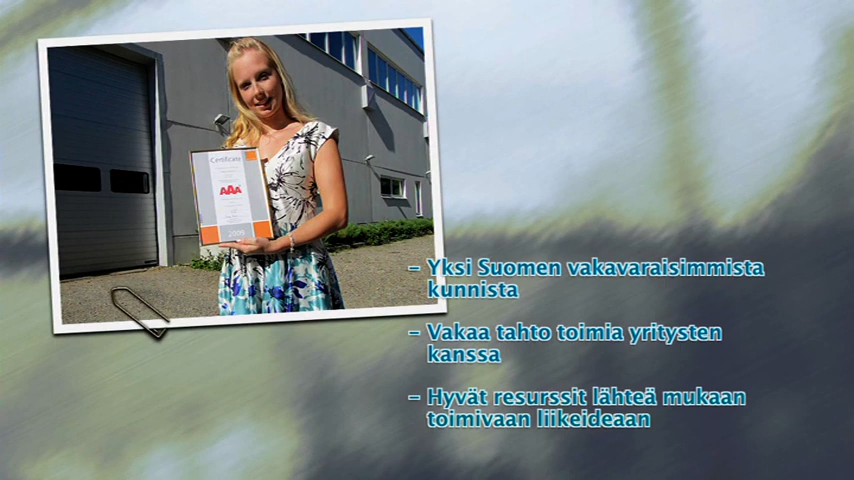 Certificate
AAA
2009
– Yksi Suomen vakavaraisimmista
kunnista
– Vakaa tahto toimia yritysten
kanssa
– Hyvät resurssit lähteä mukaan
toimivaan liikeideaan